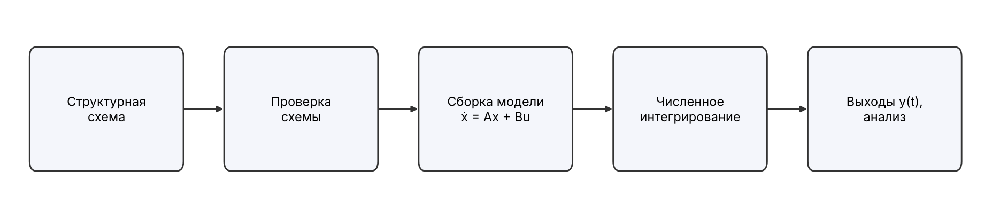 Структурная
схема
Проверка
схемы
Сборка модели
ẋ = Ax + Bu
Численное
интегрирование
Выходы y(t),
анализ